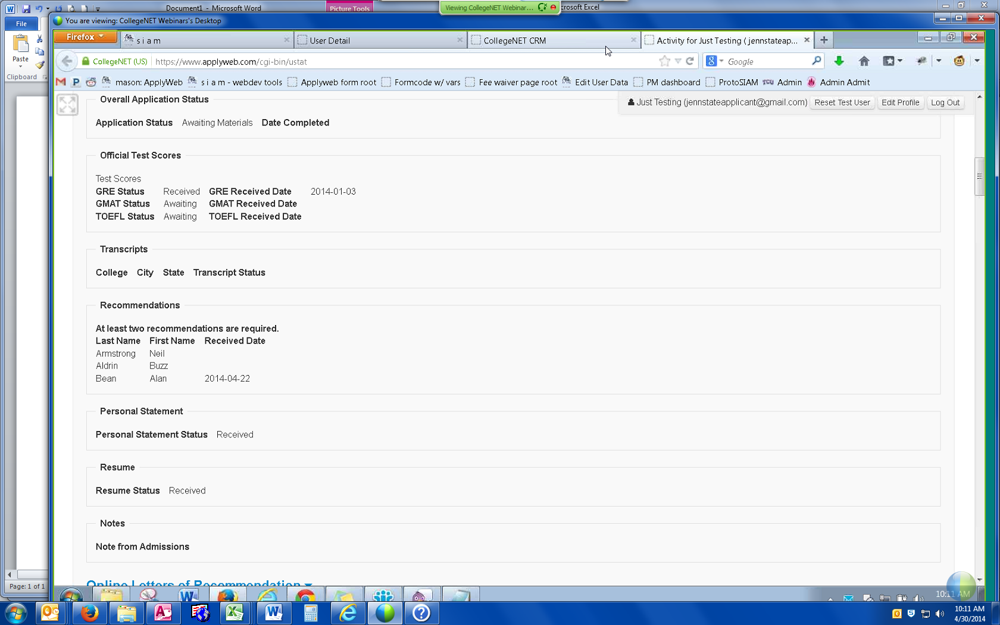 Document1 - Microsoft Word
Picture Tools
Viewing CollegeNET Webinar...
crosoft Excel
File
You are viewing: CollegeNET Webinars's Desktop
Paste
Clipboard
Firefox
s i a m
User Detail
CollegeNET CRM
Activity for Just Testing ( jennstateap...
CollegeNET (US)
https://www.applyweb.com/cgi-bin/ustat
Google
mason: ApplyWeb
s i a m - webdev tools
Applyweb form root
Formcode w/ vars
Fee waiver page root
Edit User Data
PM dashboard
ProtoSIAM
TCU Admin
Admin Admit
Just Testing (jennstateapplicant@gmail.com) Reset Test User Edit Profile Log Out
Overall Application Status
Application Status Awaiting Materials Date Completed
Official Test Scores
Test Scores
GRE Status Received GRE Received Date 2014-01-03
GMAT Status Awaiting GMAT Received Date
TOEFL Status Awaiting TOEFL Received Date
Transcripts
College City State Transcript Status
Recommendations
At least two recommendations are required.
Last Name First Name Received Date
Armstrong Neil
Aldrin Buzz
Bean Alan 2014-04-22
Personal Statement
Personal Statement Status Received
Resume
Resume Status Received
Notes
Note from Admissions
Online Letters of Recommendation
Page: 1 of 1
10:11 AM
10:11 AM
4/30/2014